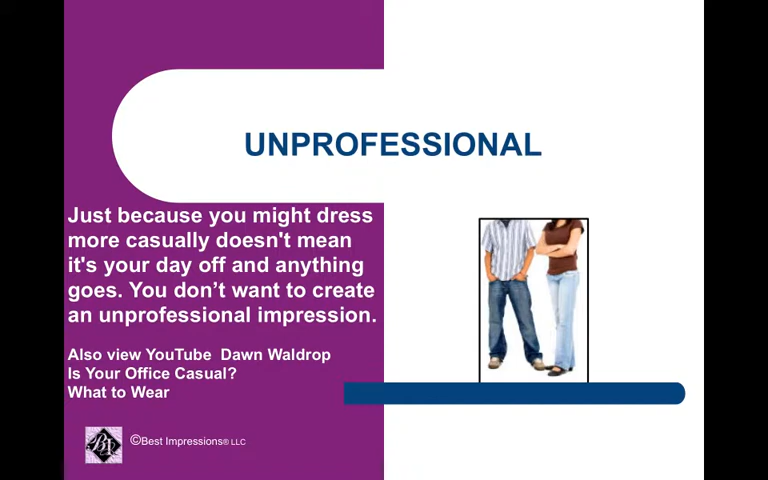 UNPROFESSIONAL
Just because you might dress
more casually doesn't mean
it's your day off and anything
goes. You don’t want to create
an unprofessional impression.
Also view YouTube Dawn Waldrop
Is Your Office Casual?
What to Wear
©Best Impressions® LLC